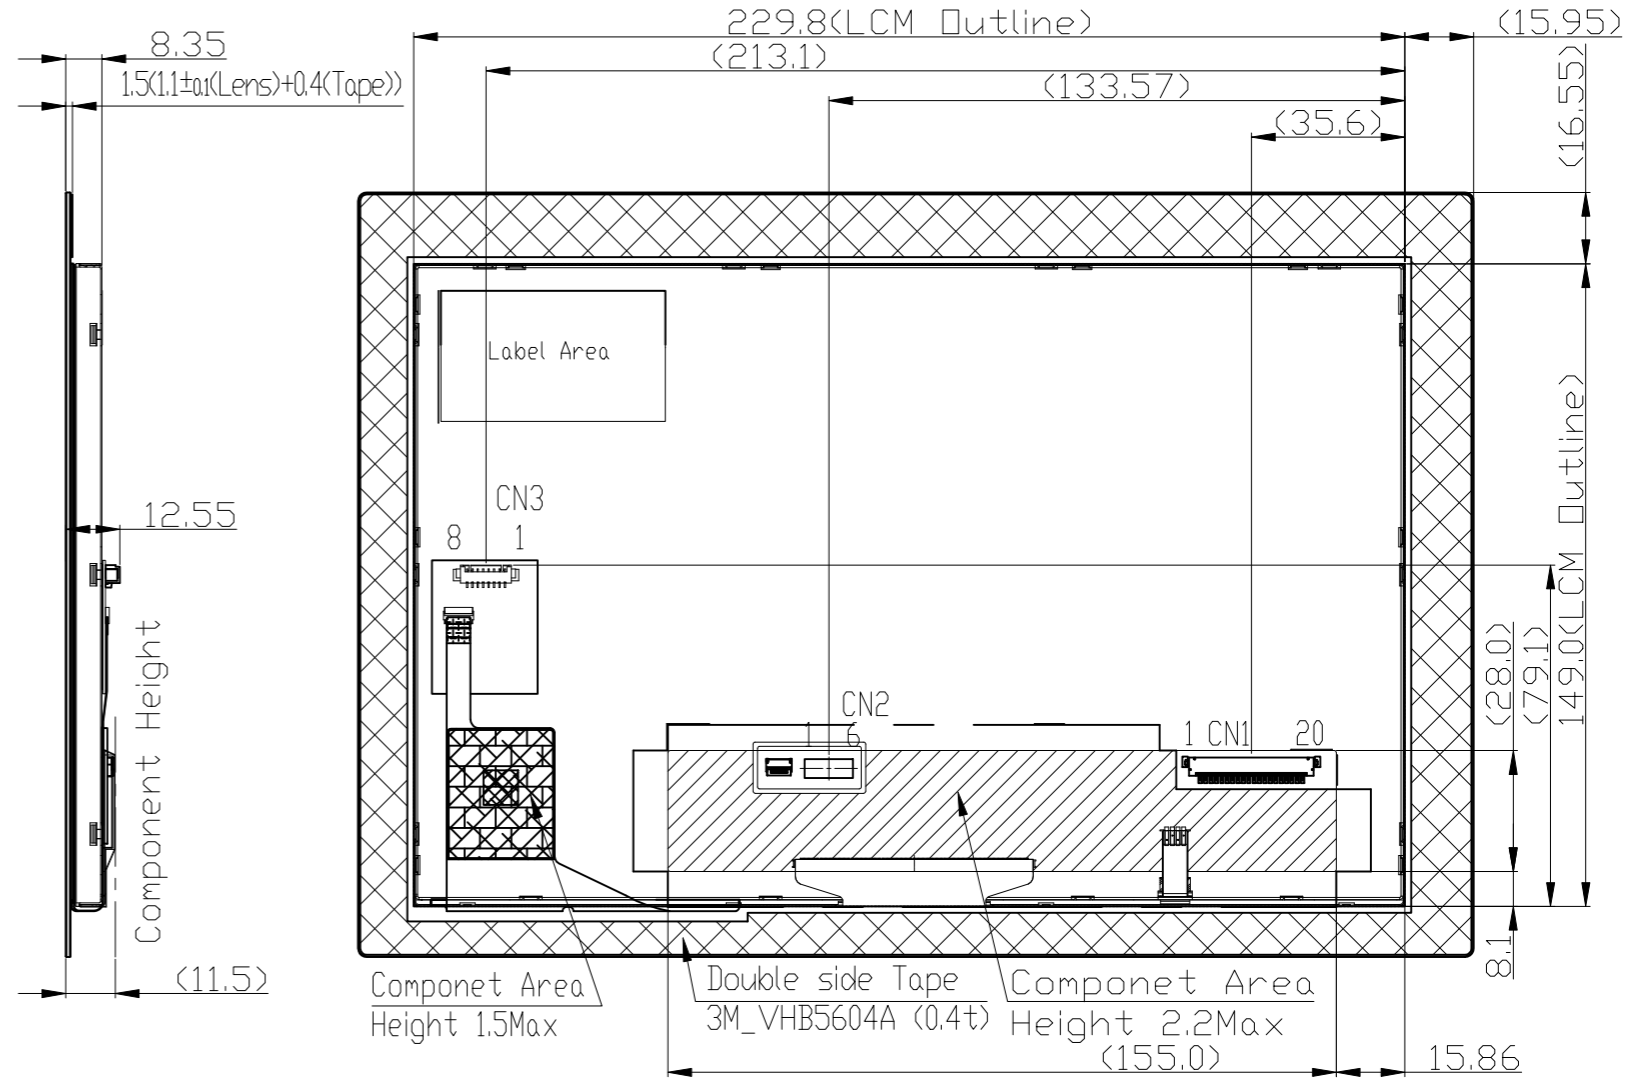 229.8(LCM Outline)
(15.95)
8.35
(213.1)
1.5(1.1±0.1(Lens)+0.4(Tape))
(133.57)
(35.6)
(16.55)
Label Area
CN3
8 1
12.55
Component Height
149.0(LCM Outline)
(79.1)
(28.0)
CN2
1 6
1 CN1 20
8.1
(11.5)
Componet Area
Height 1.5Max
Double side Tape
3M_VHB5604A (0.4t)
Componet Area
Height 2.2Max
(155.0)
15.86